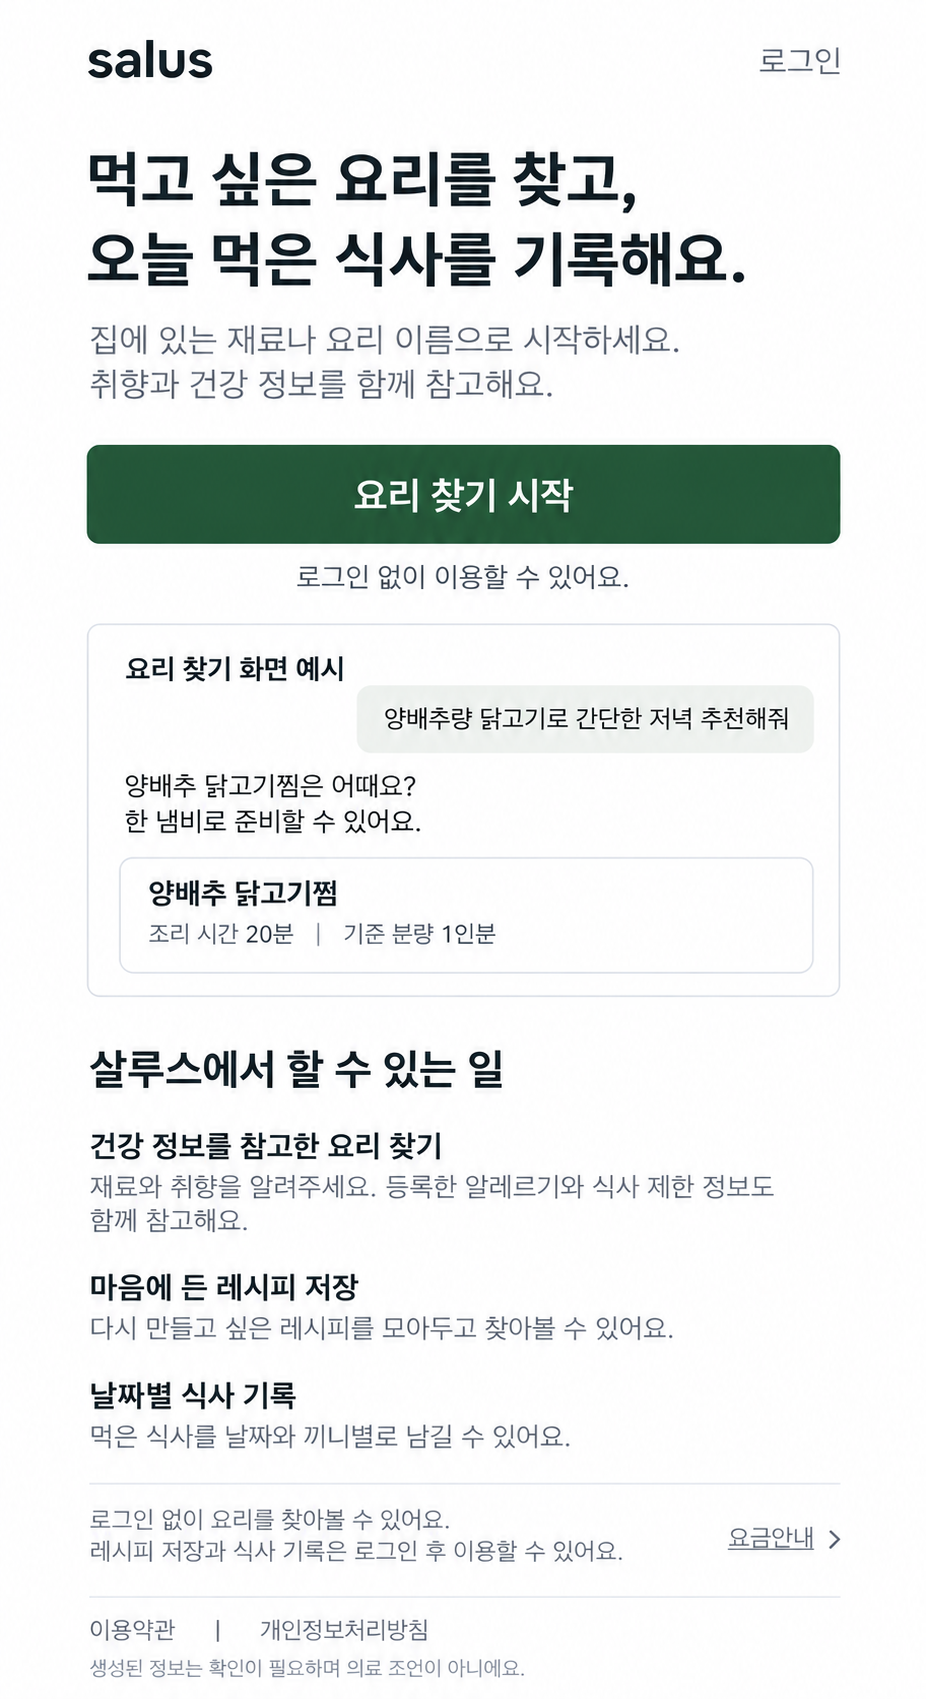 salus
로그인
먹고 싶은 요리를 찾고,
오늘 먹은 식사를 기록해요.
집에 있는 재료나 요리 이름으로 시작하세요.
취향과 건강 정보를 함께 참고해요.
요리 찾기 시작
로그인 없이 이용할 수 있어요.
요리 찾기 화면 예시
양배추량 닭고기로 간단한 저녁 추천해줘
양배추 닭고기찜은 어때요?
한 냄비로 준비할 수 있어요.
양배추 닭고기쩜
조리 시간 20분 | 기준 분량 1인분
살루스에서 할 수 있는 일
건강 정보를 참고한 요리 찾기
재료와 취향을 알려주세요. 등록한 알레르기와 식사 제한 정보도
함께 참고해요.
마음에 든 레시피 저장
다시 만들고 싶은 레시피를 모아두고 찾아볼 수 있어요.
날짜별 식사 기록
먹은 식사를 날짜와 끼니별로 남길 수 있어요.
로그인 없이 요리를 찾아볼 수 있어요.
레시피 저장과 식사 기록은 로그인 후 이용할 수 있어요.
요금안내 >
이용약관 | 개인정보처리방침
생성된 정보는 확인이 필요하며 의료 조언이 아니에요.